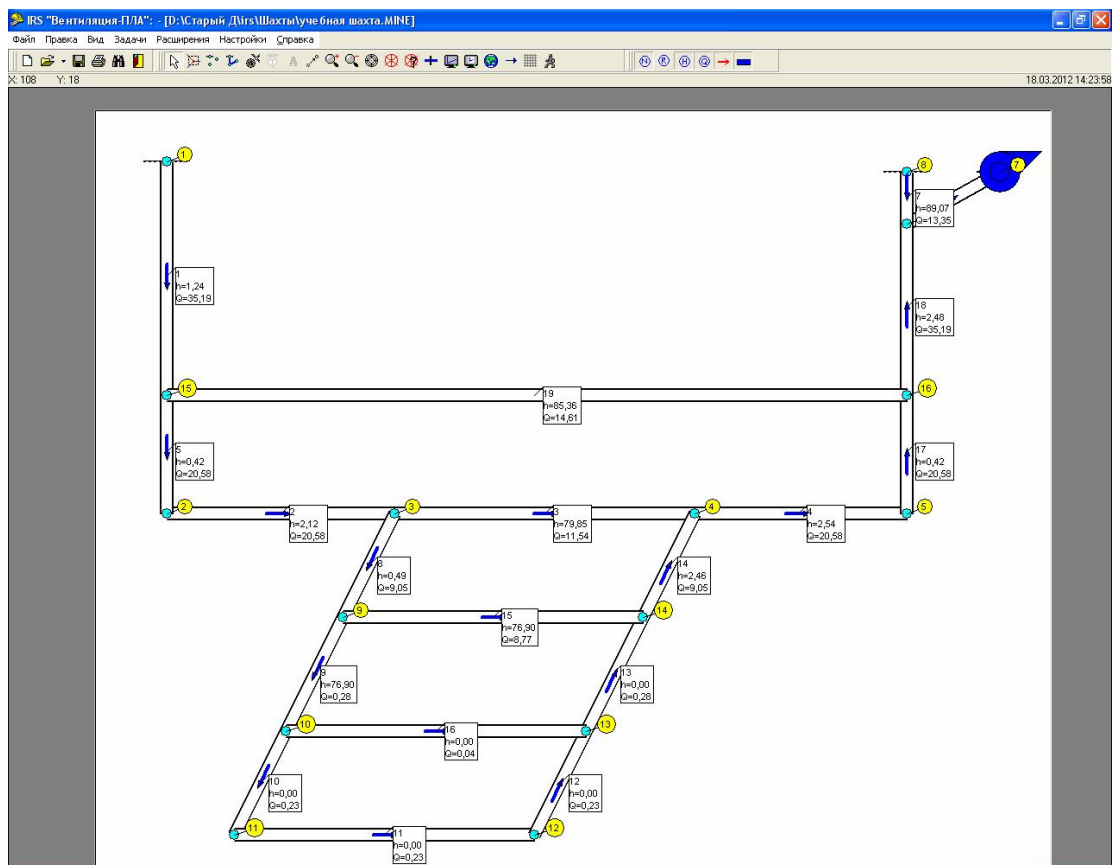 IRS "Вентиляция-ПЛА": - [D:\Старый Д\irs\Шахты\учебная шахта.MINE]
Файл Правка Вид Задачи Расширения Настройки Справка
X: 108 Y: 18
18.03.2012 14:23:58
1
8
7
7
h=89,07
Q=13,35
1
h=1,24
Q=35,19
18
h=2,48
Q=35,19
15
19
h=85,36
Q=14,61
16
5
h=0,42
Q=20,58
17
h=0,42
Q=20,58
2
2
h=2,12
Q=20,58
3
3
h=79,85
Q=11,54
4
4
h=2,54
Q=20,58
5
8
h=0,49
Q=9,05
14
h=2,46
Q=9,05
9
15
h=76,90
Q=8,77
14
9
h=76,90
Q=0,28
13
h=0,00
Q=0,28
10
16
h=0,00
Q=0,04
13
10
h=0,00
Q=0,23
12
h=0,00
Q=0,23
11
11
h=0,00
Q=0,23
12